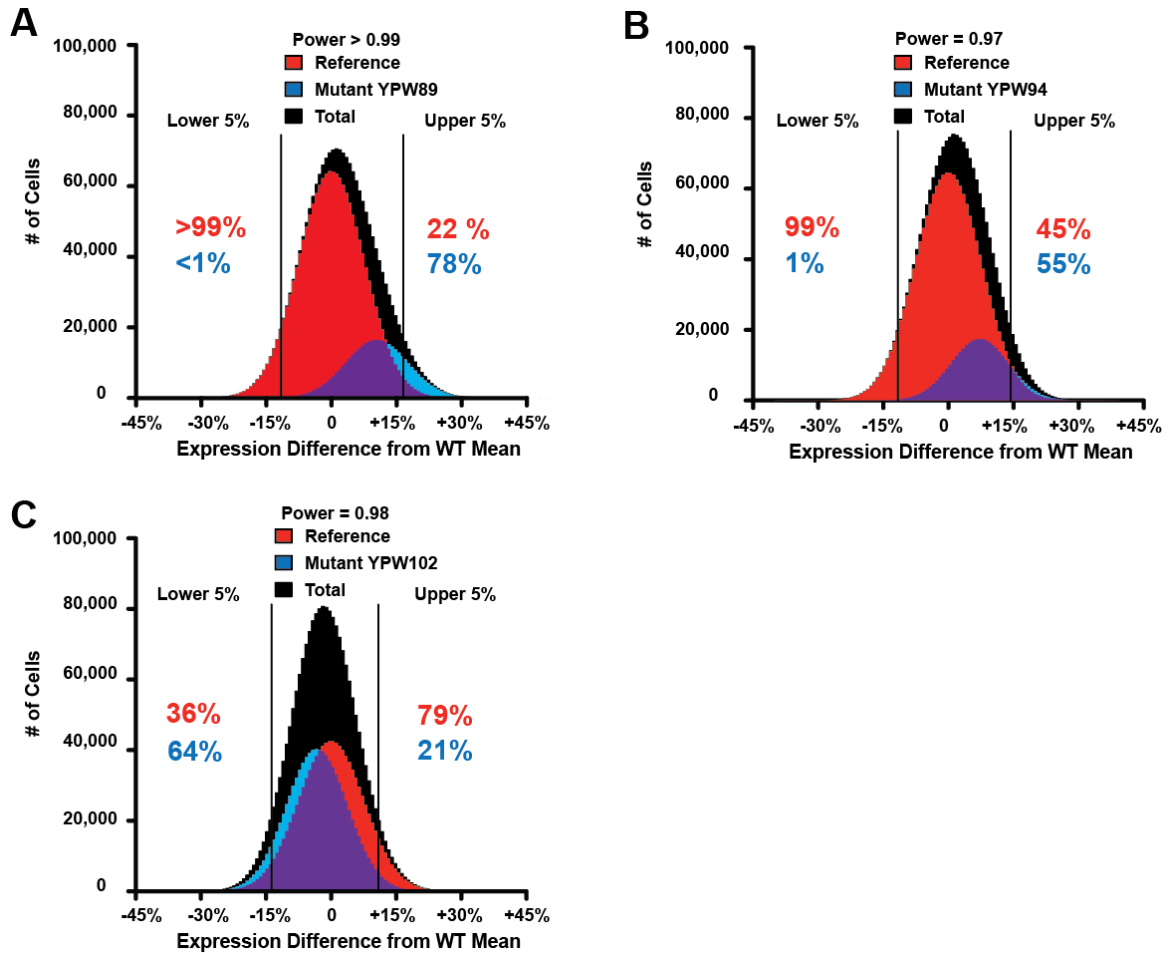 A
Power > 0.99
Reference
Mutant YPW89
Total
Lower 5%
Upper 5%
100,000
80,000
60,000
40,000
20,000
0
# of Cells
>99%
<1%
22 %
78%
-45% -30% -15% 0 +15% +30% +45%
Expression Difference from WT Mean
B
Power = 0.97
Reference
Mutant YPW94
Total
Lower 5%
Upper 5%
100,000
80,000
60,000
40,000
20,000
0
# of Cells
99%
1%
45%
55%
-45% -30% -15% 0 +15% +30% +45%
Expression Difference from WT Mean
C
Power = 0.98
Reference
Mutant YPW102
Total
Lower 5%
Upper 5%
100,000
80,000
60,000
40,000
20,000
0
# of Cells
36%
64%
79%
21%
-45% -30% -15% 0 +15% +30% +45%
Expression Difference from WT Mean